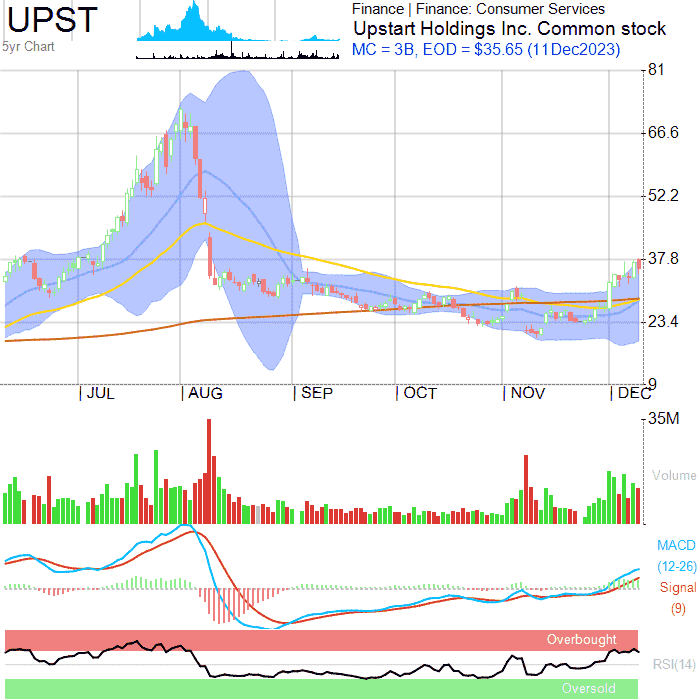 UPST
5yr Chart
Finance | Finance: Consumer Services
Upstart Holdings Inc. Common stock
MC = 3B, EOD = $35.65 (11Dec2023)
81
66.6
52.2
37.8
23.4
9
JUL
AUG
SEP
OCT
NOV
DEC
35M
Volume
MACD
(12-26)
Signal
(9)
Overbought
RSI(14)
Oversold